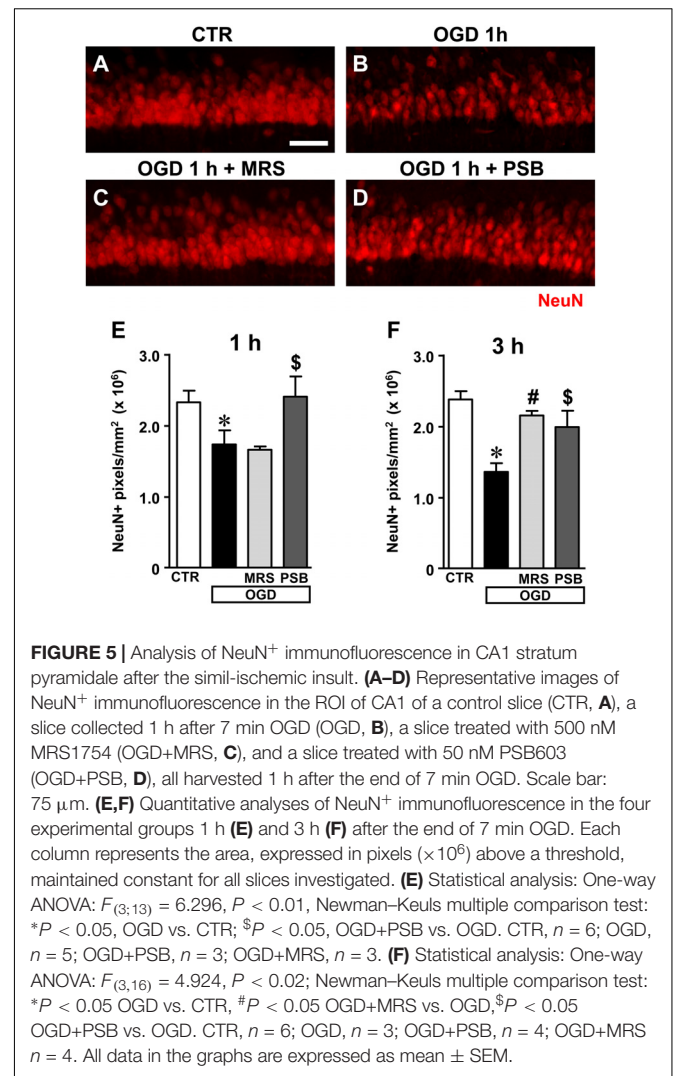 CTR
OGD 1h
A
B
OGD 1 h + MRS
OGD 1 h + PSB
C
D
NeuN
E
1 h
NeuN+ pixels/mm² (x 10⁶)
3.0
2.0
1.0
0
*
$
CTR
MRS
PSB
OGD
F
3 h
NeuN+ pixels/mm² (x 10⁶)
3.0
2.0
1.0
0
*
#
$
CTR
MRS
PSB
OGD
FIGURE 5 | Analysis of NeuN⁺ immunofluorescence in CA1 stratum
pyramidale after the simil-ischemic insult. (A–D) Representative images of
NeuN⁺ immunofluorescence in the ROI of CA1 of a control slice (CTR, A), a
slice collected 1 h after 7 min OGD (OGD, B), a slice treated with 500 nM
MRS1754 (OGD+MRS, C), and a slice treated with 50 nM PSB603
(OGD+PSB, D), all harvested 1 h after the end of 7 min OGD. Scale bar:
75 μm. (E,F) Quantitative analyses of NeuN⁺ immunofluorescence in the four
experimental groups 1 h (E) and 3 h (F) after the end of 7 min OGD. Each
column represents the area, expressed in pixels (×10⁶) above a threshold,
maintained constant for all slices investigated. (E) Statistical analysis: One-way
ANOVA: F(3;13) = 6.296, P < 0.01, Newman–Keuls multiple comparison test:
*P < 0.05, OGD vs. CTR; $P < 0.05, OGD+PSB vs. OGD. CTR, n = 6; OGD,
n = 5; OGD+PSB, n = 3; OGD+MRS, n = 3. (F) Statistical analysis: One-way
ANOVA: F(3,16) = 4.924, P < 0.02; Newman–Keuls multiple comparison test:
*P < 0.05 OGD vs. CTR, #P < 0.05 OGD+MRS vs. OGD,$P < 0.05
OGD+PSB vs. OGD. CTR, n = 6; OGD, n = 3; OGD+PSB, n = 4; OGD+MRS
n = 4. All data in the graphs are expressed as mean ± SEM.